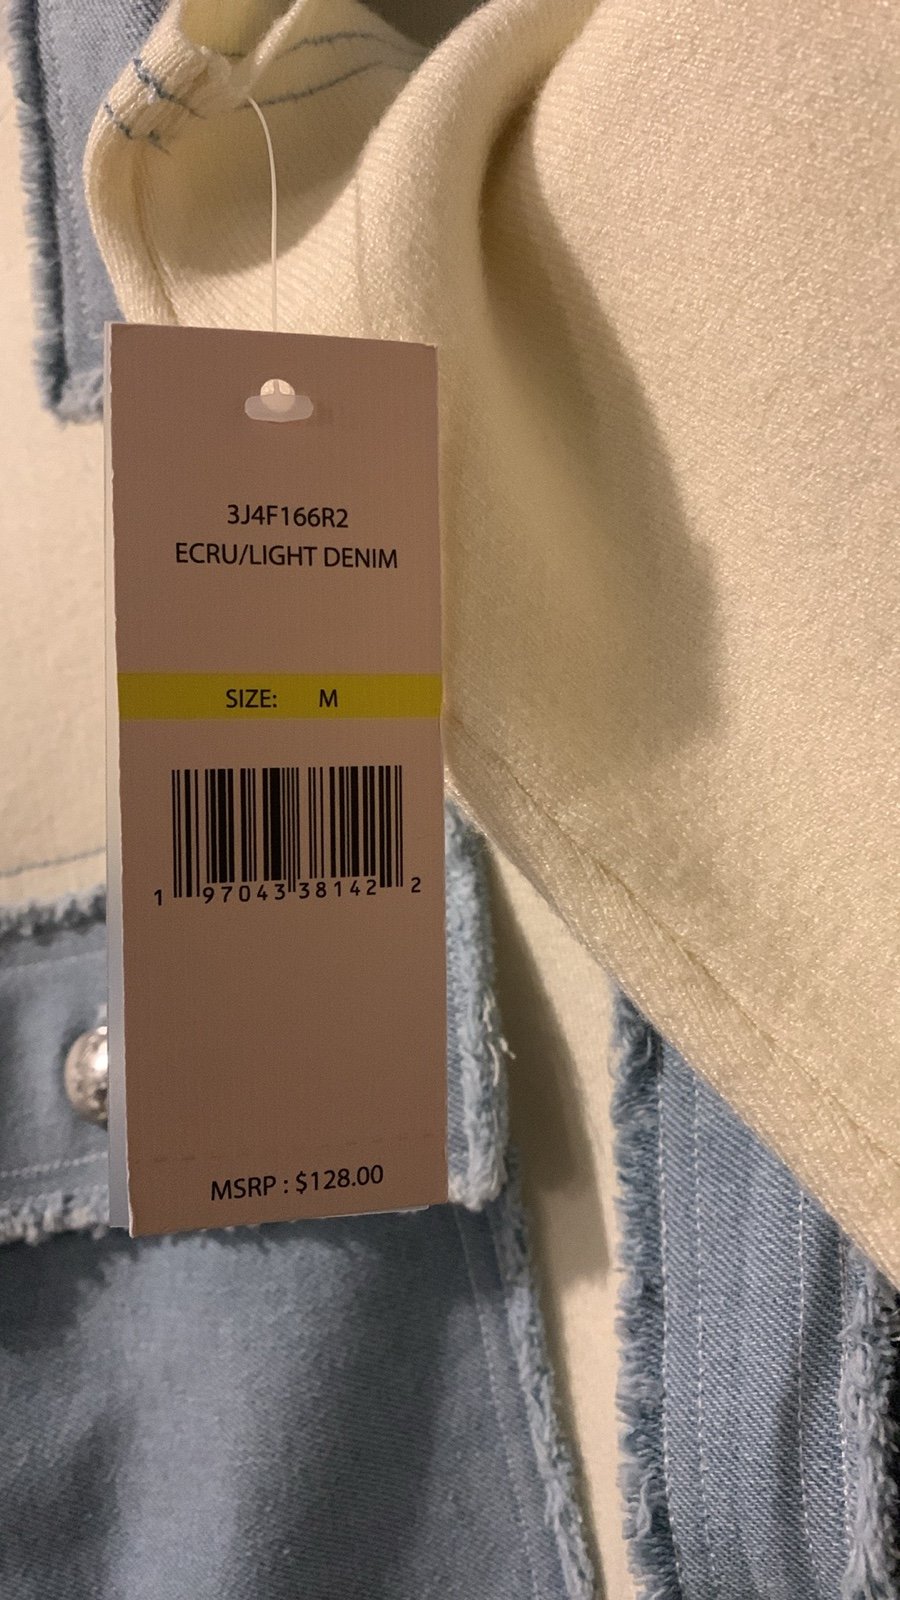 3J4F166R2
ECRU/LIGHT DENIM
SIZE: M
1 97043 38142 2
MSRP : $128.00